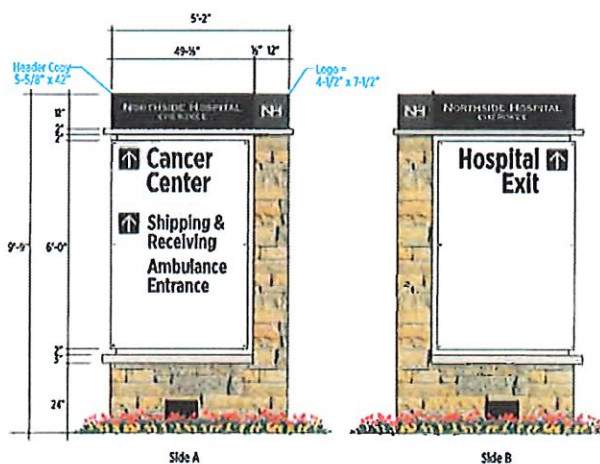 5'-2"
49-½" ½" 12"
Header Copy
5-5/8" x 42"
Logo =
4-1/2" x 7-1/2"
12"
2"
2"
NORTHSIDE HOSPITAL
CHEROKEE
NH
NH
NORTHSIDE HOSPITAL
CHEROKEE
Cancer
Center
Shipping &
Receiving
Ambulance
Entrance
Hospital
Exit
9'-9"
6'-0"
2"
3"
24"
Side A
Side B